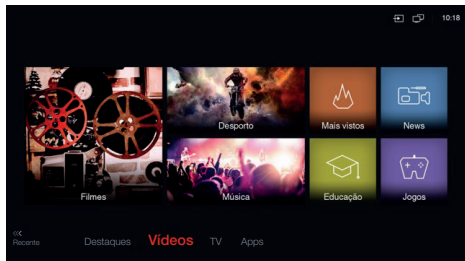 10:18
Desporto
Mais vistos
News
Filmes
Música
Educação
Jogos
Recente
Destaques Vídeos TV Apps